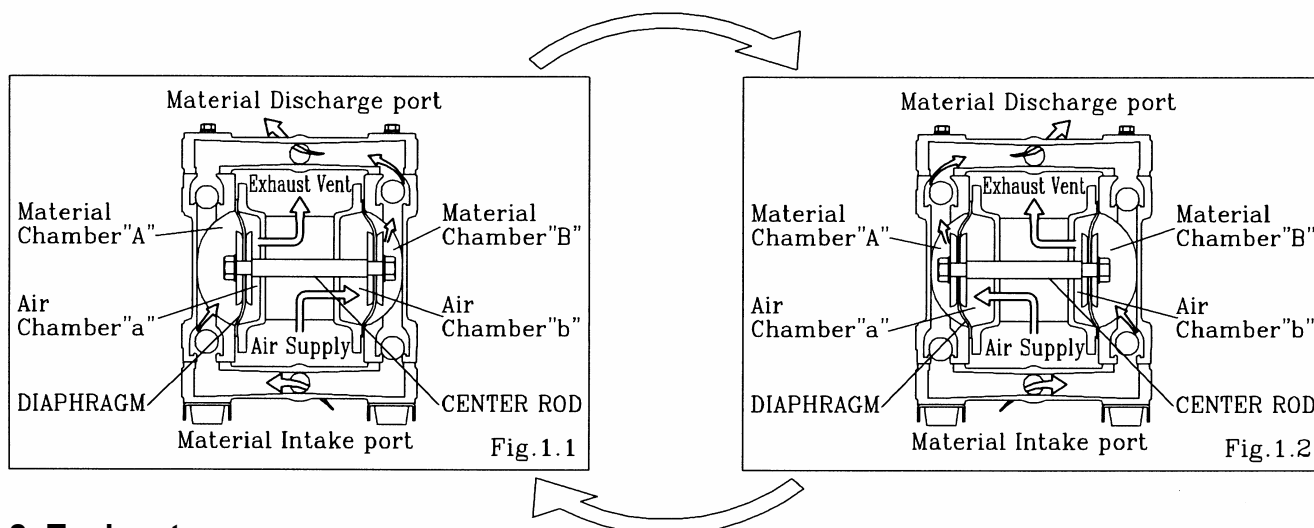 Material Discharge port
Exhaust Vent
Material
Chamber"A"
Material
Chamber"B"
Air
Chamber"a"
Air
Chamber"b"
Air Supply
DIAPHRAGM
CENTER ROD
Material Intake port
Fig.1.1
Material Discharge port
Exhaust Vent
Material
Chamber"A"
Material
Chamber"B"
Air
Chamber"a"
Air
Chamber"b"
Air Supply
DIAPHRAGM
CENTER ROD
Material Intake port
Fig.1.2